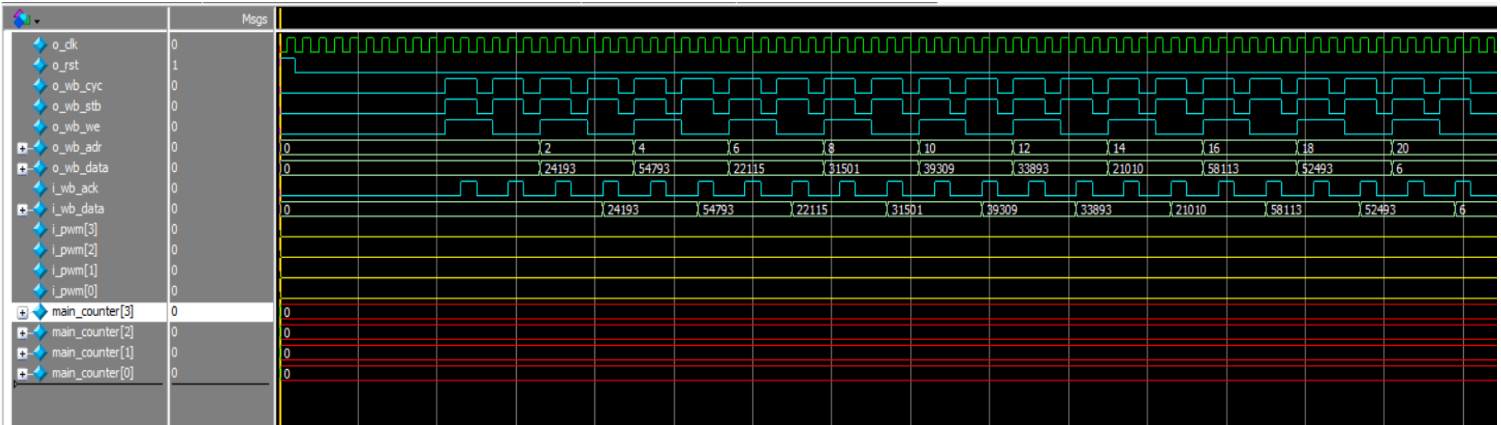 Msgs
o_clk 0
o_rst 1
o_wb_cyc 0
o_wb_stb 0
o_wb_we 0
o_wb_adr 0 0 2 4 6 8 10 12 14 16 18 20
o_wb_data 0 0 24193 54793 22115 31501 39309 33893 21010 58113 52493 6
i_wb_ack 0
i_wb_data 0 0 24193 54793 22115 31501 39309 33893 21010 58113 52493 6
i_pwm[3] 0
i_pwm[2] 0
i_pwm[1] 0
i_pwm[0] 0
main_counter[3] 0 0
main_counter[2] 0 0
main_counter[1] 0 0
main_counter[0] 0 0